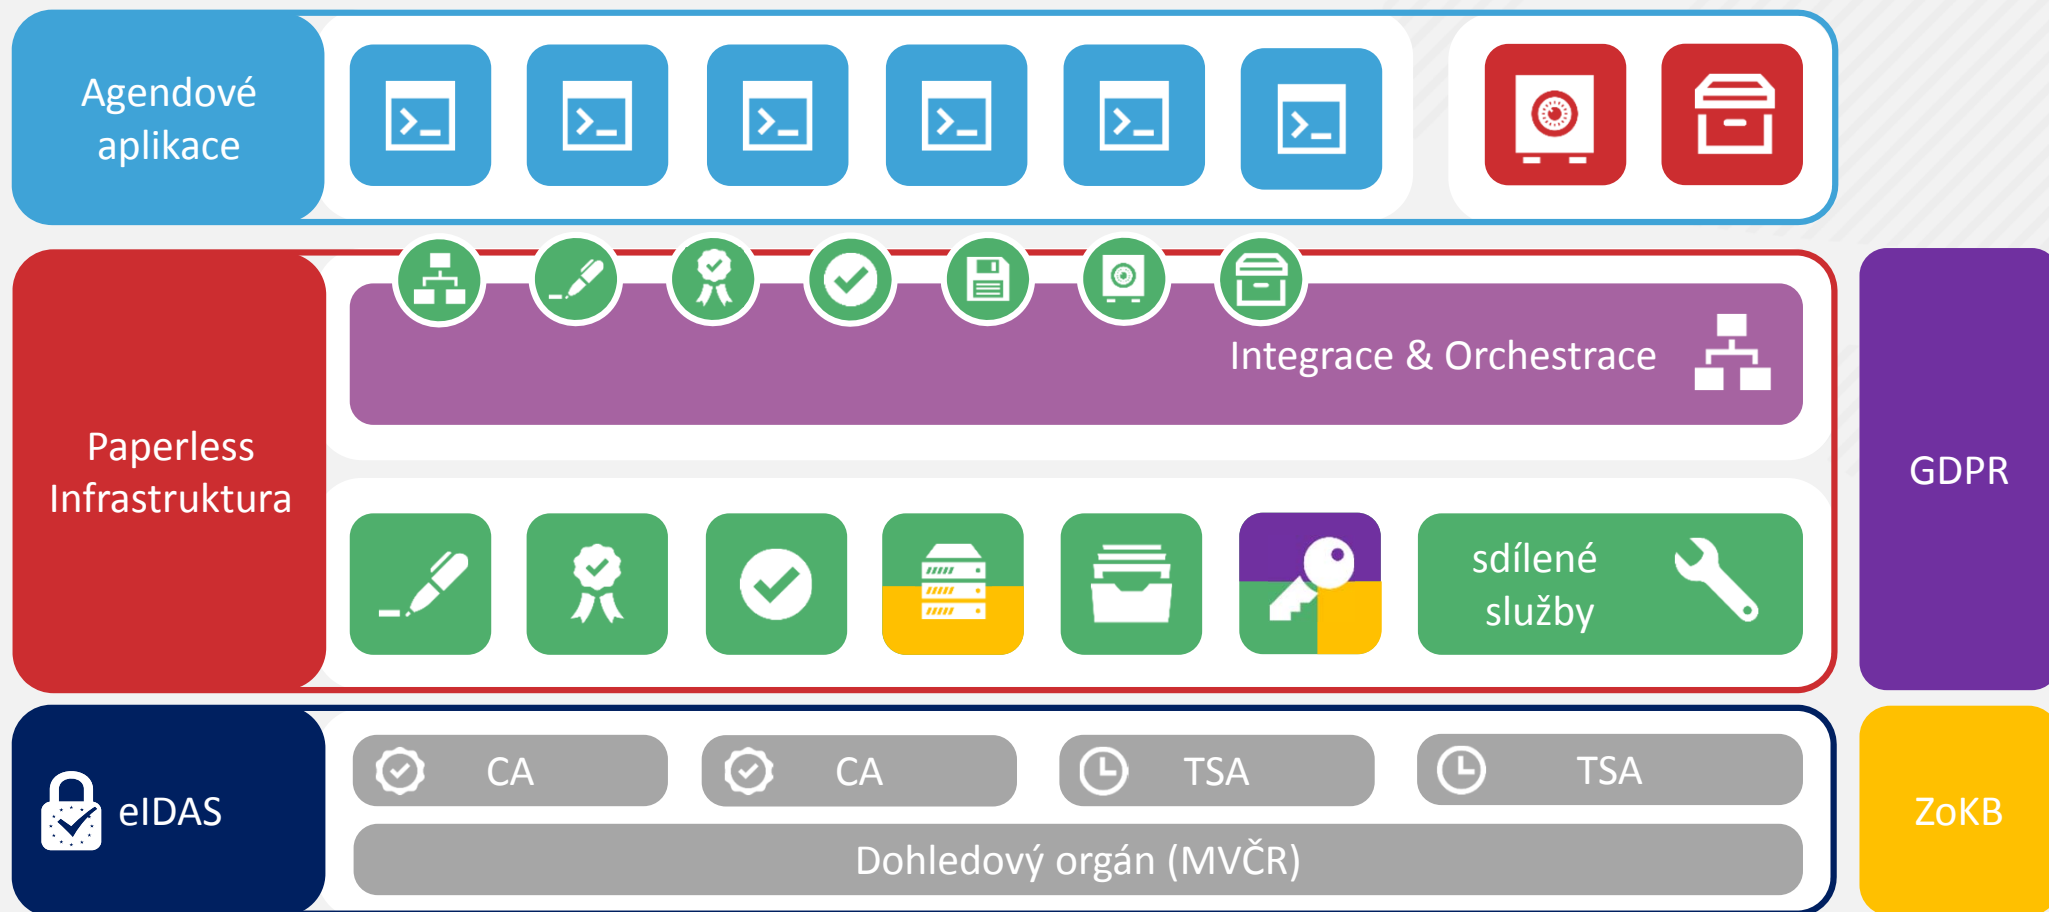 Agendové
aplikace
Integrace & Orchestrace
Paperless
Infrastruktura
sdílené
služby
GDPR
eIDAS
CA
CA
TSA
TSA
Dohledový orgán (MVČR)
ZoKB